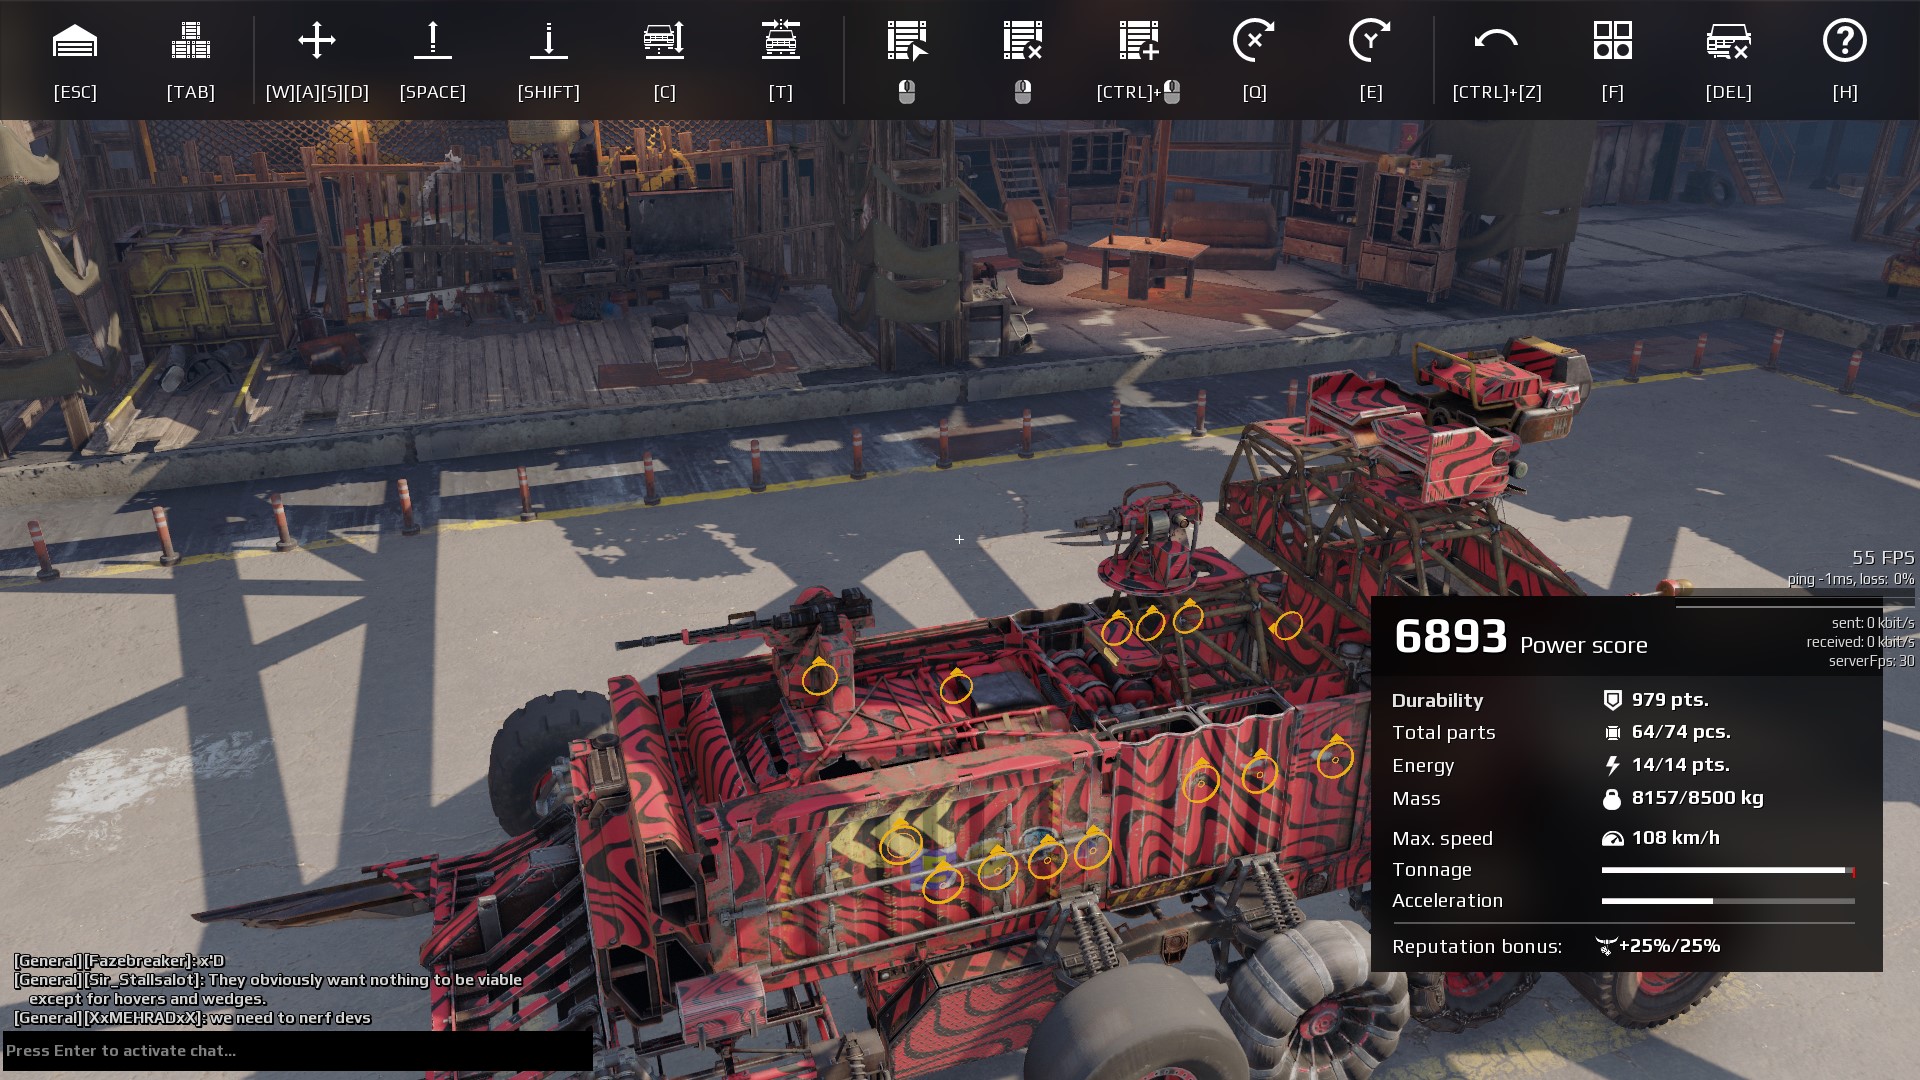 [ESC]
[TAB]
[W][A][S][D]
[SPACE]
[SHIFT]
[C]
[T]
[CTRL]+
[Q]
[E]
[CTRL]+[Z]
[F]
[DEL]
[H]
X
Y
?
55 FPS
ping -1ms, loss: 0%
sent: 0 kbit/s
received: 0 kbit/s
serverFps: 30
6893 Power score
Durability 979 pts.
Total parts 64/74 pcs.
Energy 14/14 pts.
Mass 8157/8500 kg
Max. speed 108 km/h
Tonnage
Acceleration
Reputation bonus: +25%/25%
[General][Fazebreaker]: x'D
[General][Sir_Stallsalot]: They obviously want nothing to be viable
except for hovers and wedges.
[General][XxMEHRADxX]: we need to nerf devs
Press Enter to activate chat...